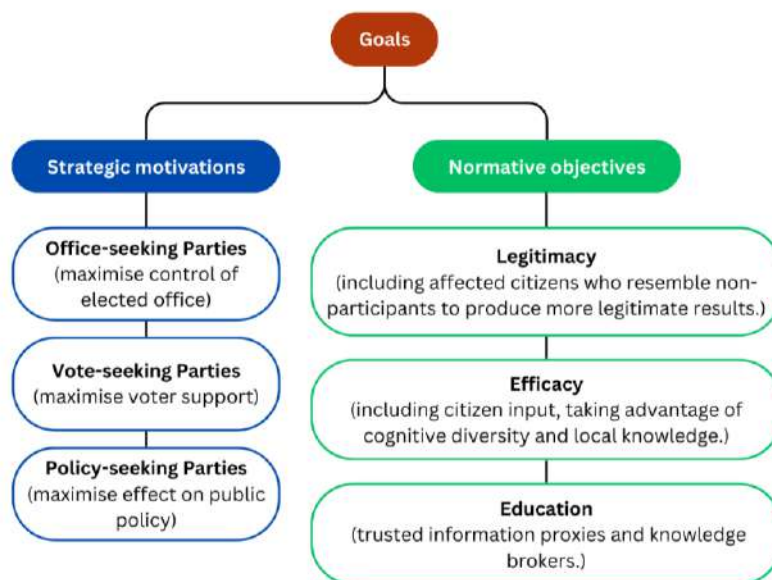 Goals
Strategic motivations
Office-seeking Parties
(maximise control of
elected office)
Vote-seeking Parties
(maximise voter support)
Policy-seeking Parties
(maximise effect on public
policy)
Normative objectives
Legitimacy
(including affected citizens who resemble non-
participants to produce more legitimate results.)
Efficacy
(including citizen input, taking advantage of
cognitive diversity and local knowledge.)
Education
(trusted information proxies and knowledge
brokers.)